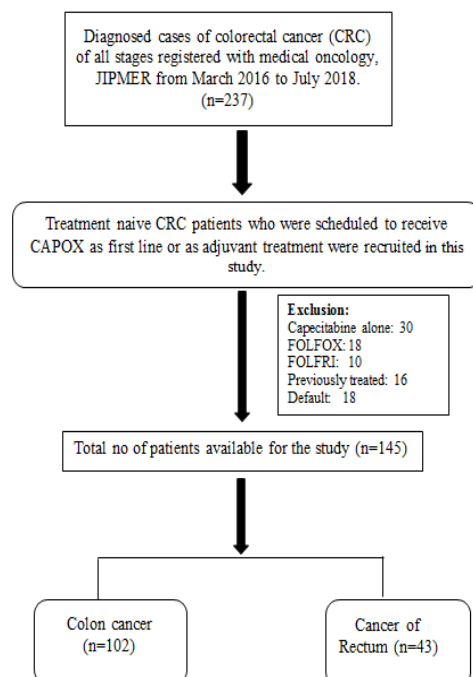 Diagnosed cases of colorectal cancer (CRC)
of all stages registered with medical oncology,
JIPMER from March 2016 to July 2018.
(n=237)
Treatment naive CRC patients who were scheduled to receive
CAPOX as first line or as adjuvant treatment were recruited in this
study.
Exclusion:
Capecitabine alone: 30
FOLFOX: 18
FOLFRI: 10
Previously treated: 16
Default: 18
Total no of patients available for the study (n=145)
Colon cancer
(n=102)
Cancer of
Rectum (n=43)